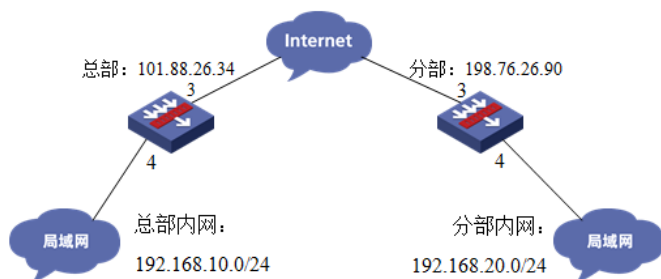 Internet
总部：101.88.26.34
分部：198.76.26.90
3
3
4
4
总部内网：
192.168.10.0/24
分部内网：
192.168.20.0/24
局域网
局域网